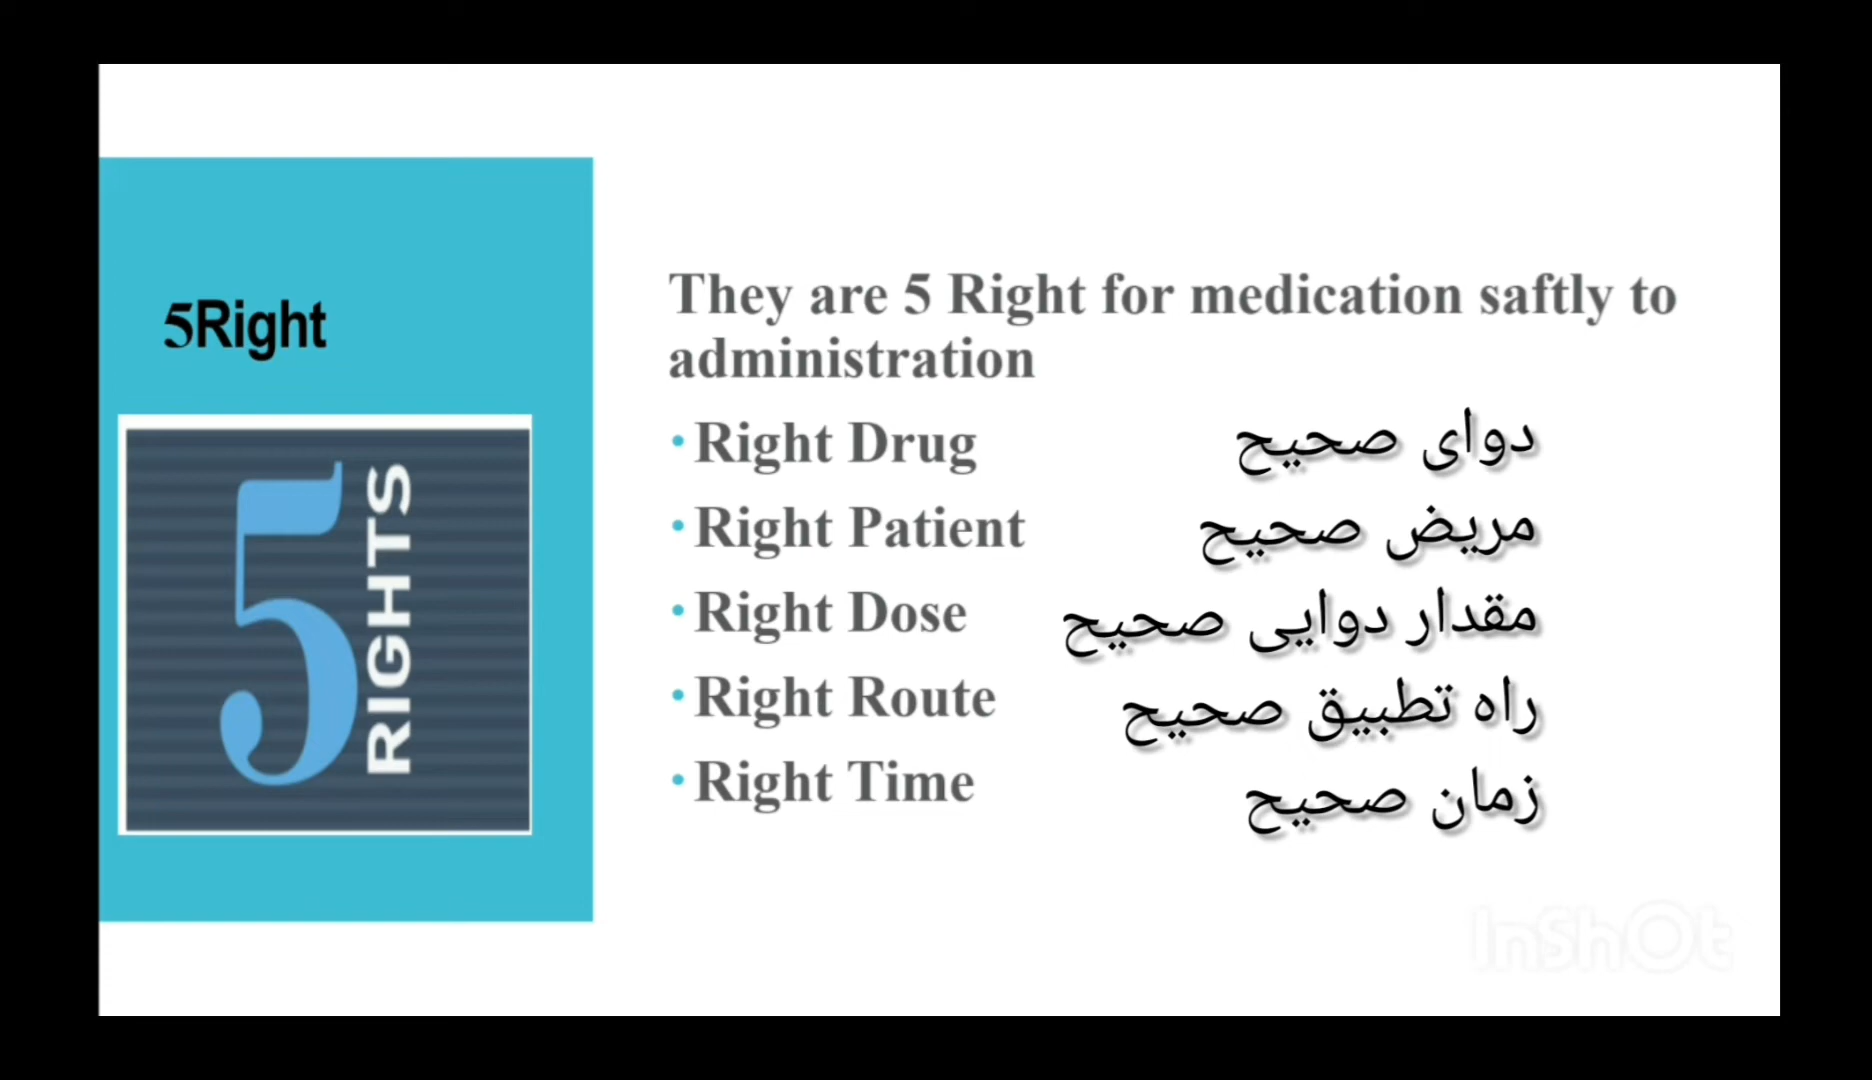 5Right
5
RIGHTS
They are 5 Right for medication saftly to
administration
• Right Drug
دوای صحیح
• Right Patient
مریض صحیح
• Right Dose
مقدار دوایی صحیح
• Right Route
راه تطبیق صحیح
• Right Time
زمان صحیح
InShOt